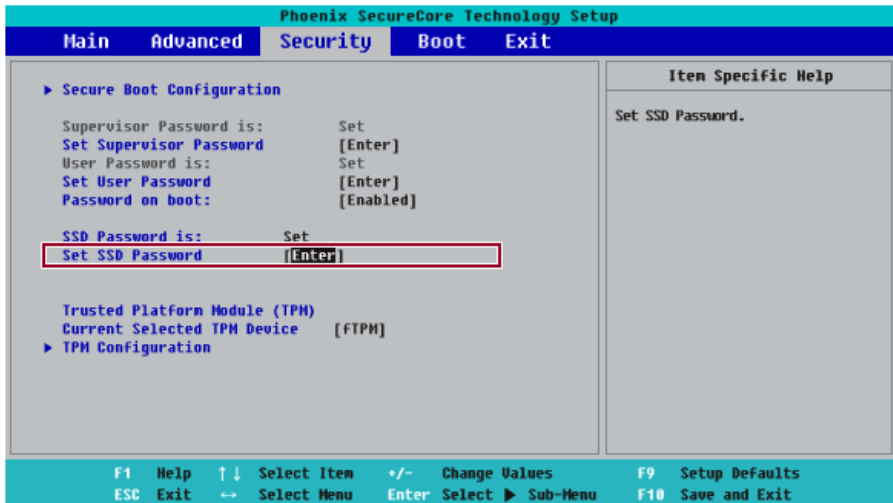 Phoenix SecureCore Technology Setup
Main Advanced Security Boot Exit
Item Specific Help
▶ Secure Boot Configuration
Set SSD Password.
Supervisor Password is: Set
Set Supervisor Password [Enter]
User Password is: Set
Set User Password [Enter]
Password on boot: [Enabled]
SSD Password is: Set
Set SSD Password [Enter]
Trusted Platform Module (TPM)
Current Selected TPM Device [fTPM]
▶ TPM Configuration
F1 Help ↑↓ Select Item +/- Change Values F9 Setup Defaults
ESC Exit ↔ Select Menu Enter Select ▶ Sub-Menu F10 Save and Exit